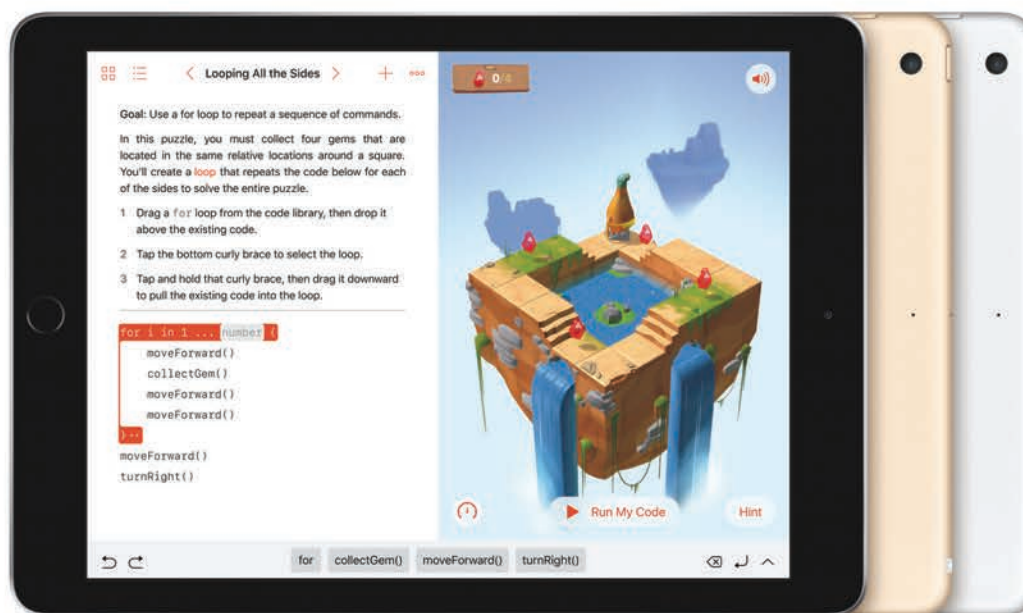 Looping All the Sides
0/4
Goal: Use a for loop to repeat a sequence of commands.
In this puzzle, you must collect four gems that are
located in the same relative locations around a square.
You'll create a loop that repeats the code below for each
of the sides to solve the entire puzzle.
1 Drag a for loop from the code library, then drop it
above the existing code.
2 Tap the bottom curly brace to select the loop.
3 Tap and hold that curly brace, then drag it downward
to pull the existing code into the loop.
for i in 1 ... number {
moveForward()
collectGem()
moveForward()
moveForward()
}
moveForward()
turnRight()
Run My Code
Hint
for collectGem() moveForward() turnRight()